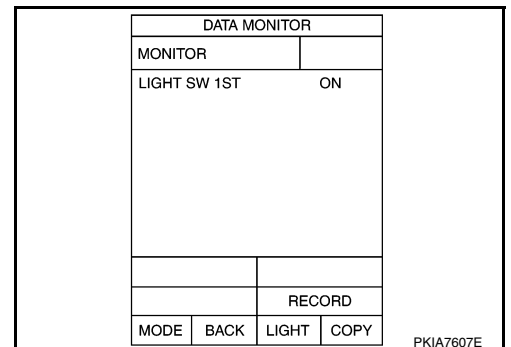 DATA MONITOR
MONITOR
LIGHT SW 1ST ON
RECORD
MODE BACK LIGHT COPY
PKIA7607E